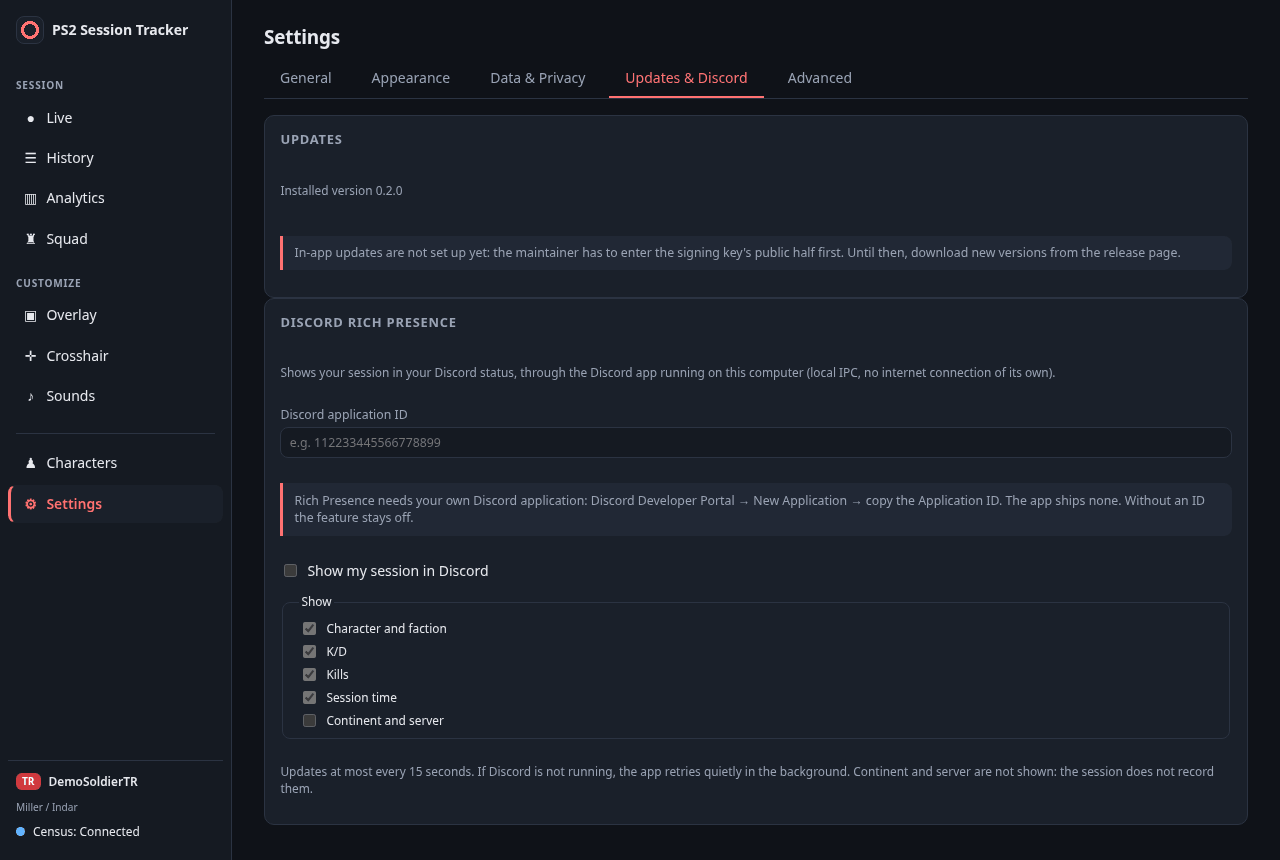 PS2 Session Tracker
SESSION
Live
History
Analytics
Squad
CUSTOMIZE
Overlay
Crosshair
Sounds
Characters
Settings
TR DemoSoldierTR
Miller / Indar
Census: Connected
Settings
General Appearance Data & Privacy Updates & Discord Advanced
UPDATES
Installed version 0.2.0
In-app updates are not set up yet: the maintainer has to enter the signing key's public half first. Until then, download new versions from the release page.
DISCORD RICH PRESENCE
Shows your session in your Discord status, through the Discord app running on this computer (local IPC, no internet connection of its own).
Discord application ID
e.g. 112233445566778899
Rich Presence needs your own Discord application: Discord Developer Portal → New Application → copy the Application ID. The app ships none. Without an ID
the feature stays off.
Show my session in Discord
Show
Character and faction
K/D
Kills
Session time
Continent and server
Updates at most every 15 seconds. If Discord is not running, the app retries quietly in the background. Continent and server are not shown: the session does not record
them.